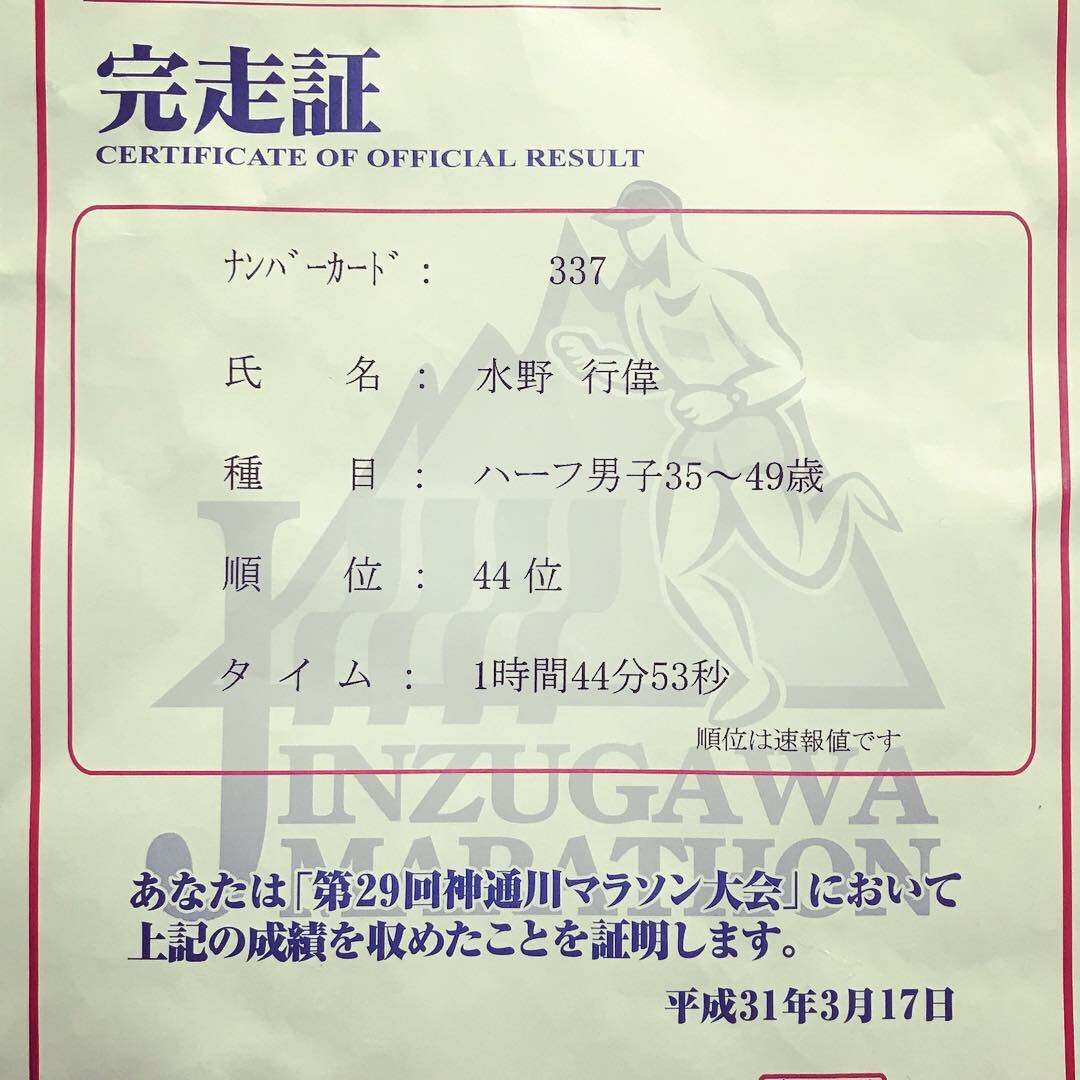 完走証
CERTIFICATE OF OFFICIAL RESULT
ﾅﾝﾊﾞｰｶｰﾄﾞ : 337
氏 名 : 水野 行偉
種 目 : ハーフ男子35～49歳
順 位 : 44 位
タ イ ム : 1時間44分53秒
順位は速報値です
JINZUGAWA
MARATHON
あなたは「第29回神通川マラソン大会」において
上記の成績を収めたことを証明します。
平成31年3月17日